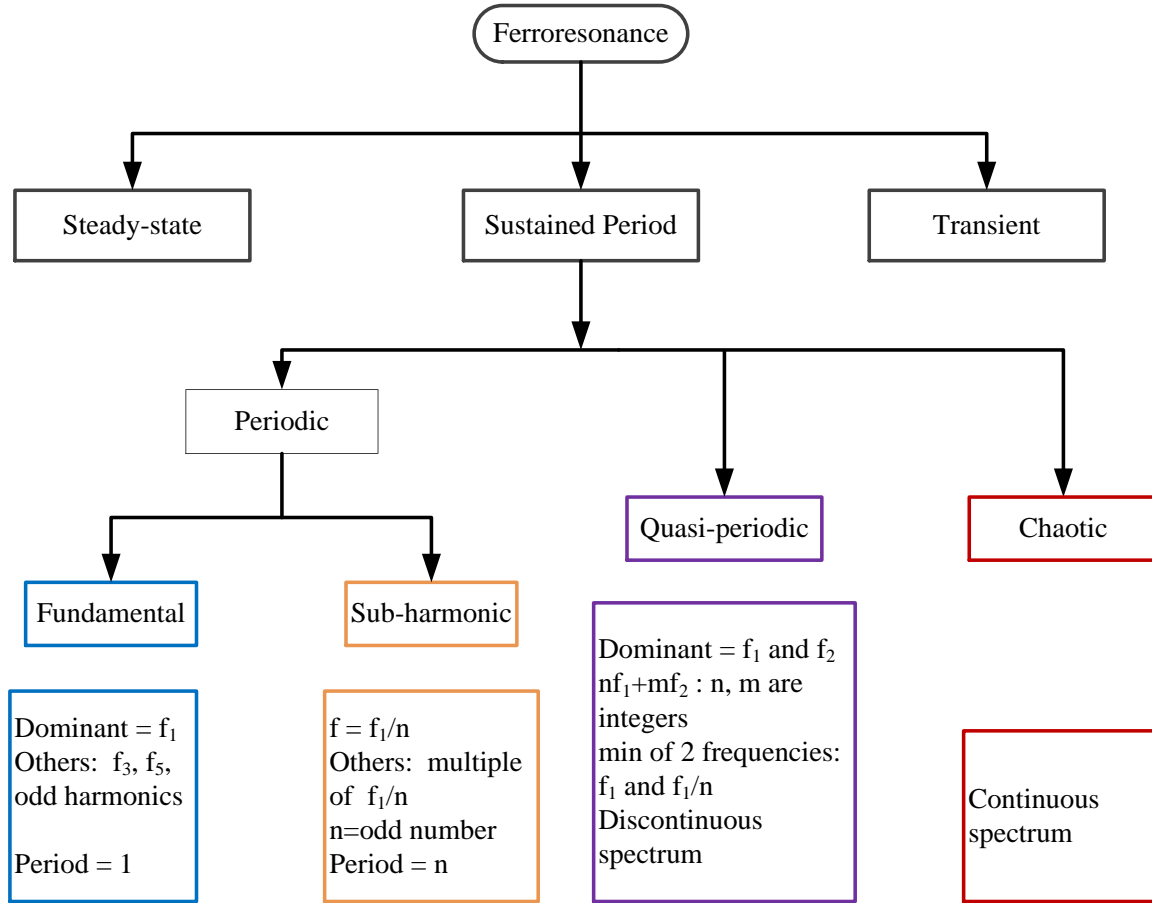 Ferroresonance
Steady-state
Sustained Period
Transient
Periodic
Quasi-periodic
Chaotic
Fundamental
Sub-harmonic
Dominant = f₁
Others:  f₃, f₅,
odd harmonics
Period = 1
f = f₁/n
Others:  multiple
of  f₁/n
n=odd number
Period = n
Dominant = f₁ and f₂
nf₁+mf₂ : n, m are
integers
min of 2 frequencies:
f₁ and f₁/n
Discontinuous
spectrum
Continuous
spectrum